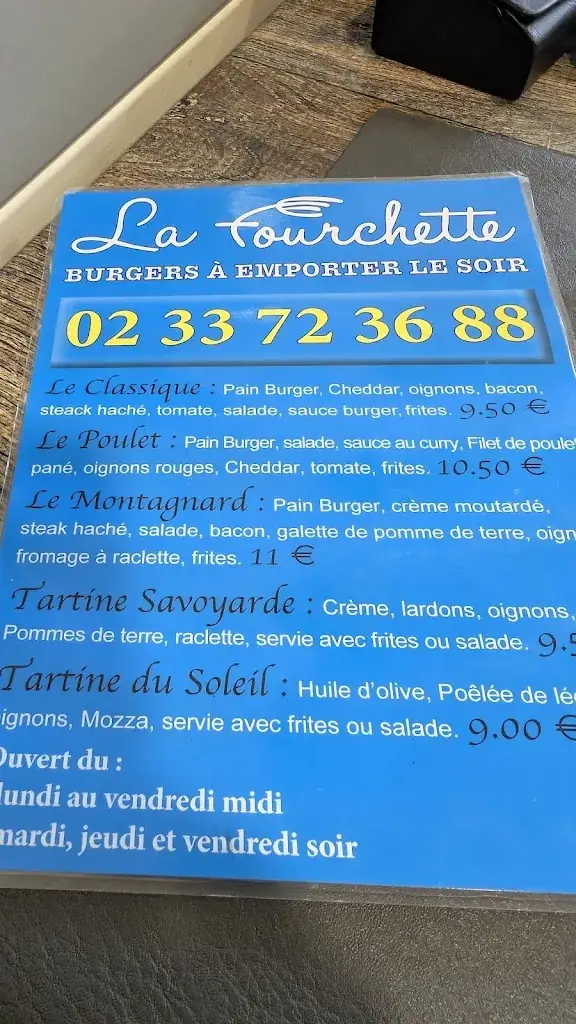 La Fourchette
BURGERS À EMPORTER LE SOIR
02 33 72 36 88
Le Classique : Pain Burger, Cheddar, oignons, bacon,
steack haché, tomate, salade, sauce burger, frites. 9.50 €
Le Poulet : Pain Burger, salade, sauce au curry, Filet de poulet
pané, oignons rouges, Cheddar, tomate, frites. 10.50 €
Le Montagnard : Pain Burger, crème moutardé,
steak haché, salade, bacon, galette de pomme de terre, oign
fromage à raclette, frites. 11 €
Tartine Savoyarde : Crème, lardons, oignons,
Pommes de terre, raclette, servie avec frites ou salade. 9.5
Tartine du Soleil : Huile d'olive, Poêlée de lég
ignons, Mozza, servie avec frites ou salade. 9.00 €
Ouvert du :
lundi au vendredi midi
mardi, jeudi et vendredi soir